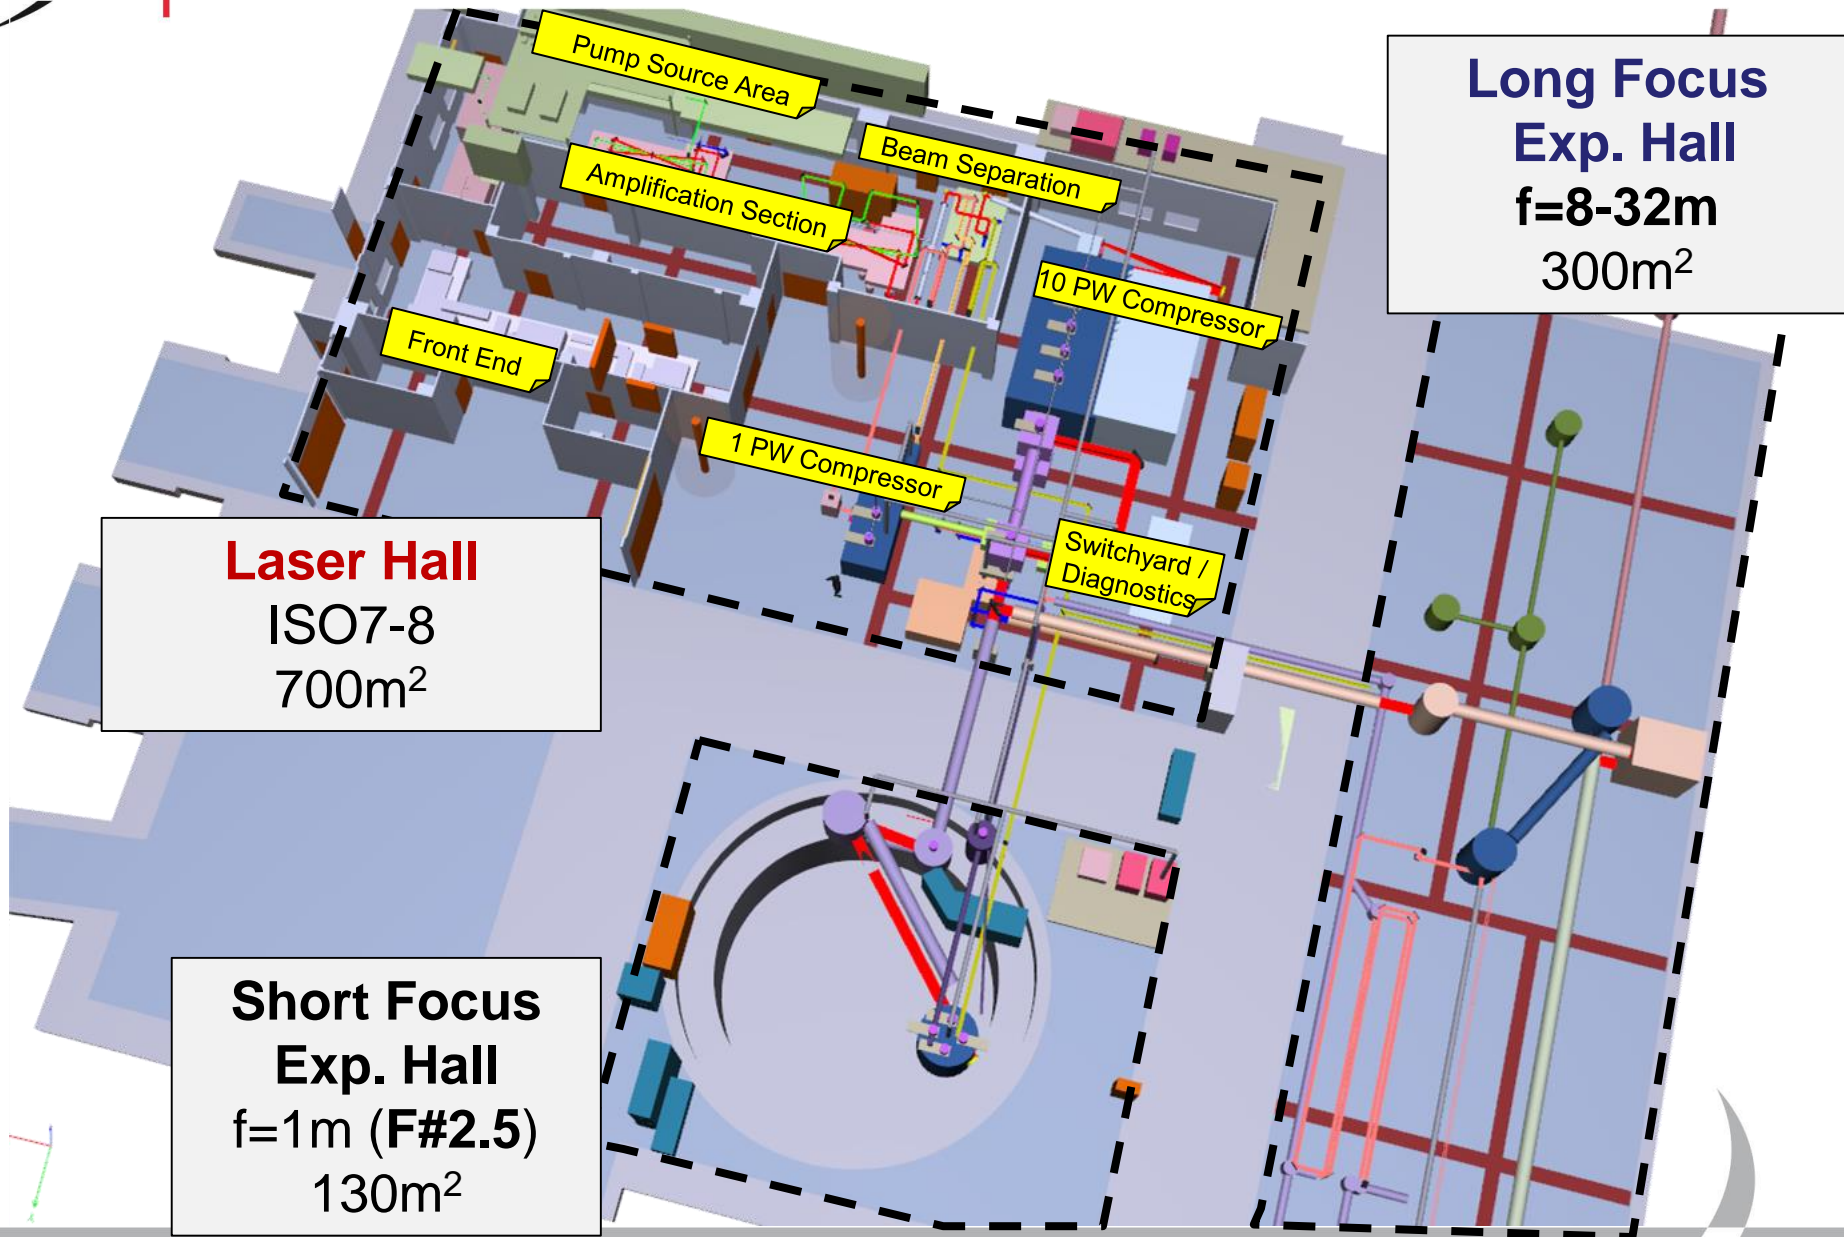 Pump Source Area
Beam Separation
Amplification Section
10 PW Compressor
Front End
1 PW Compressor
Switchyard /
Diagnostics
Long Focus
Exp. Hall
f=8-32m
300m²
Laser Hall
ISO7-8
700m²
Short Focus
Exp. Hall
f=1m (F#2.5)
130m²